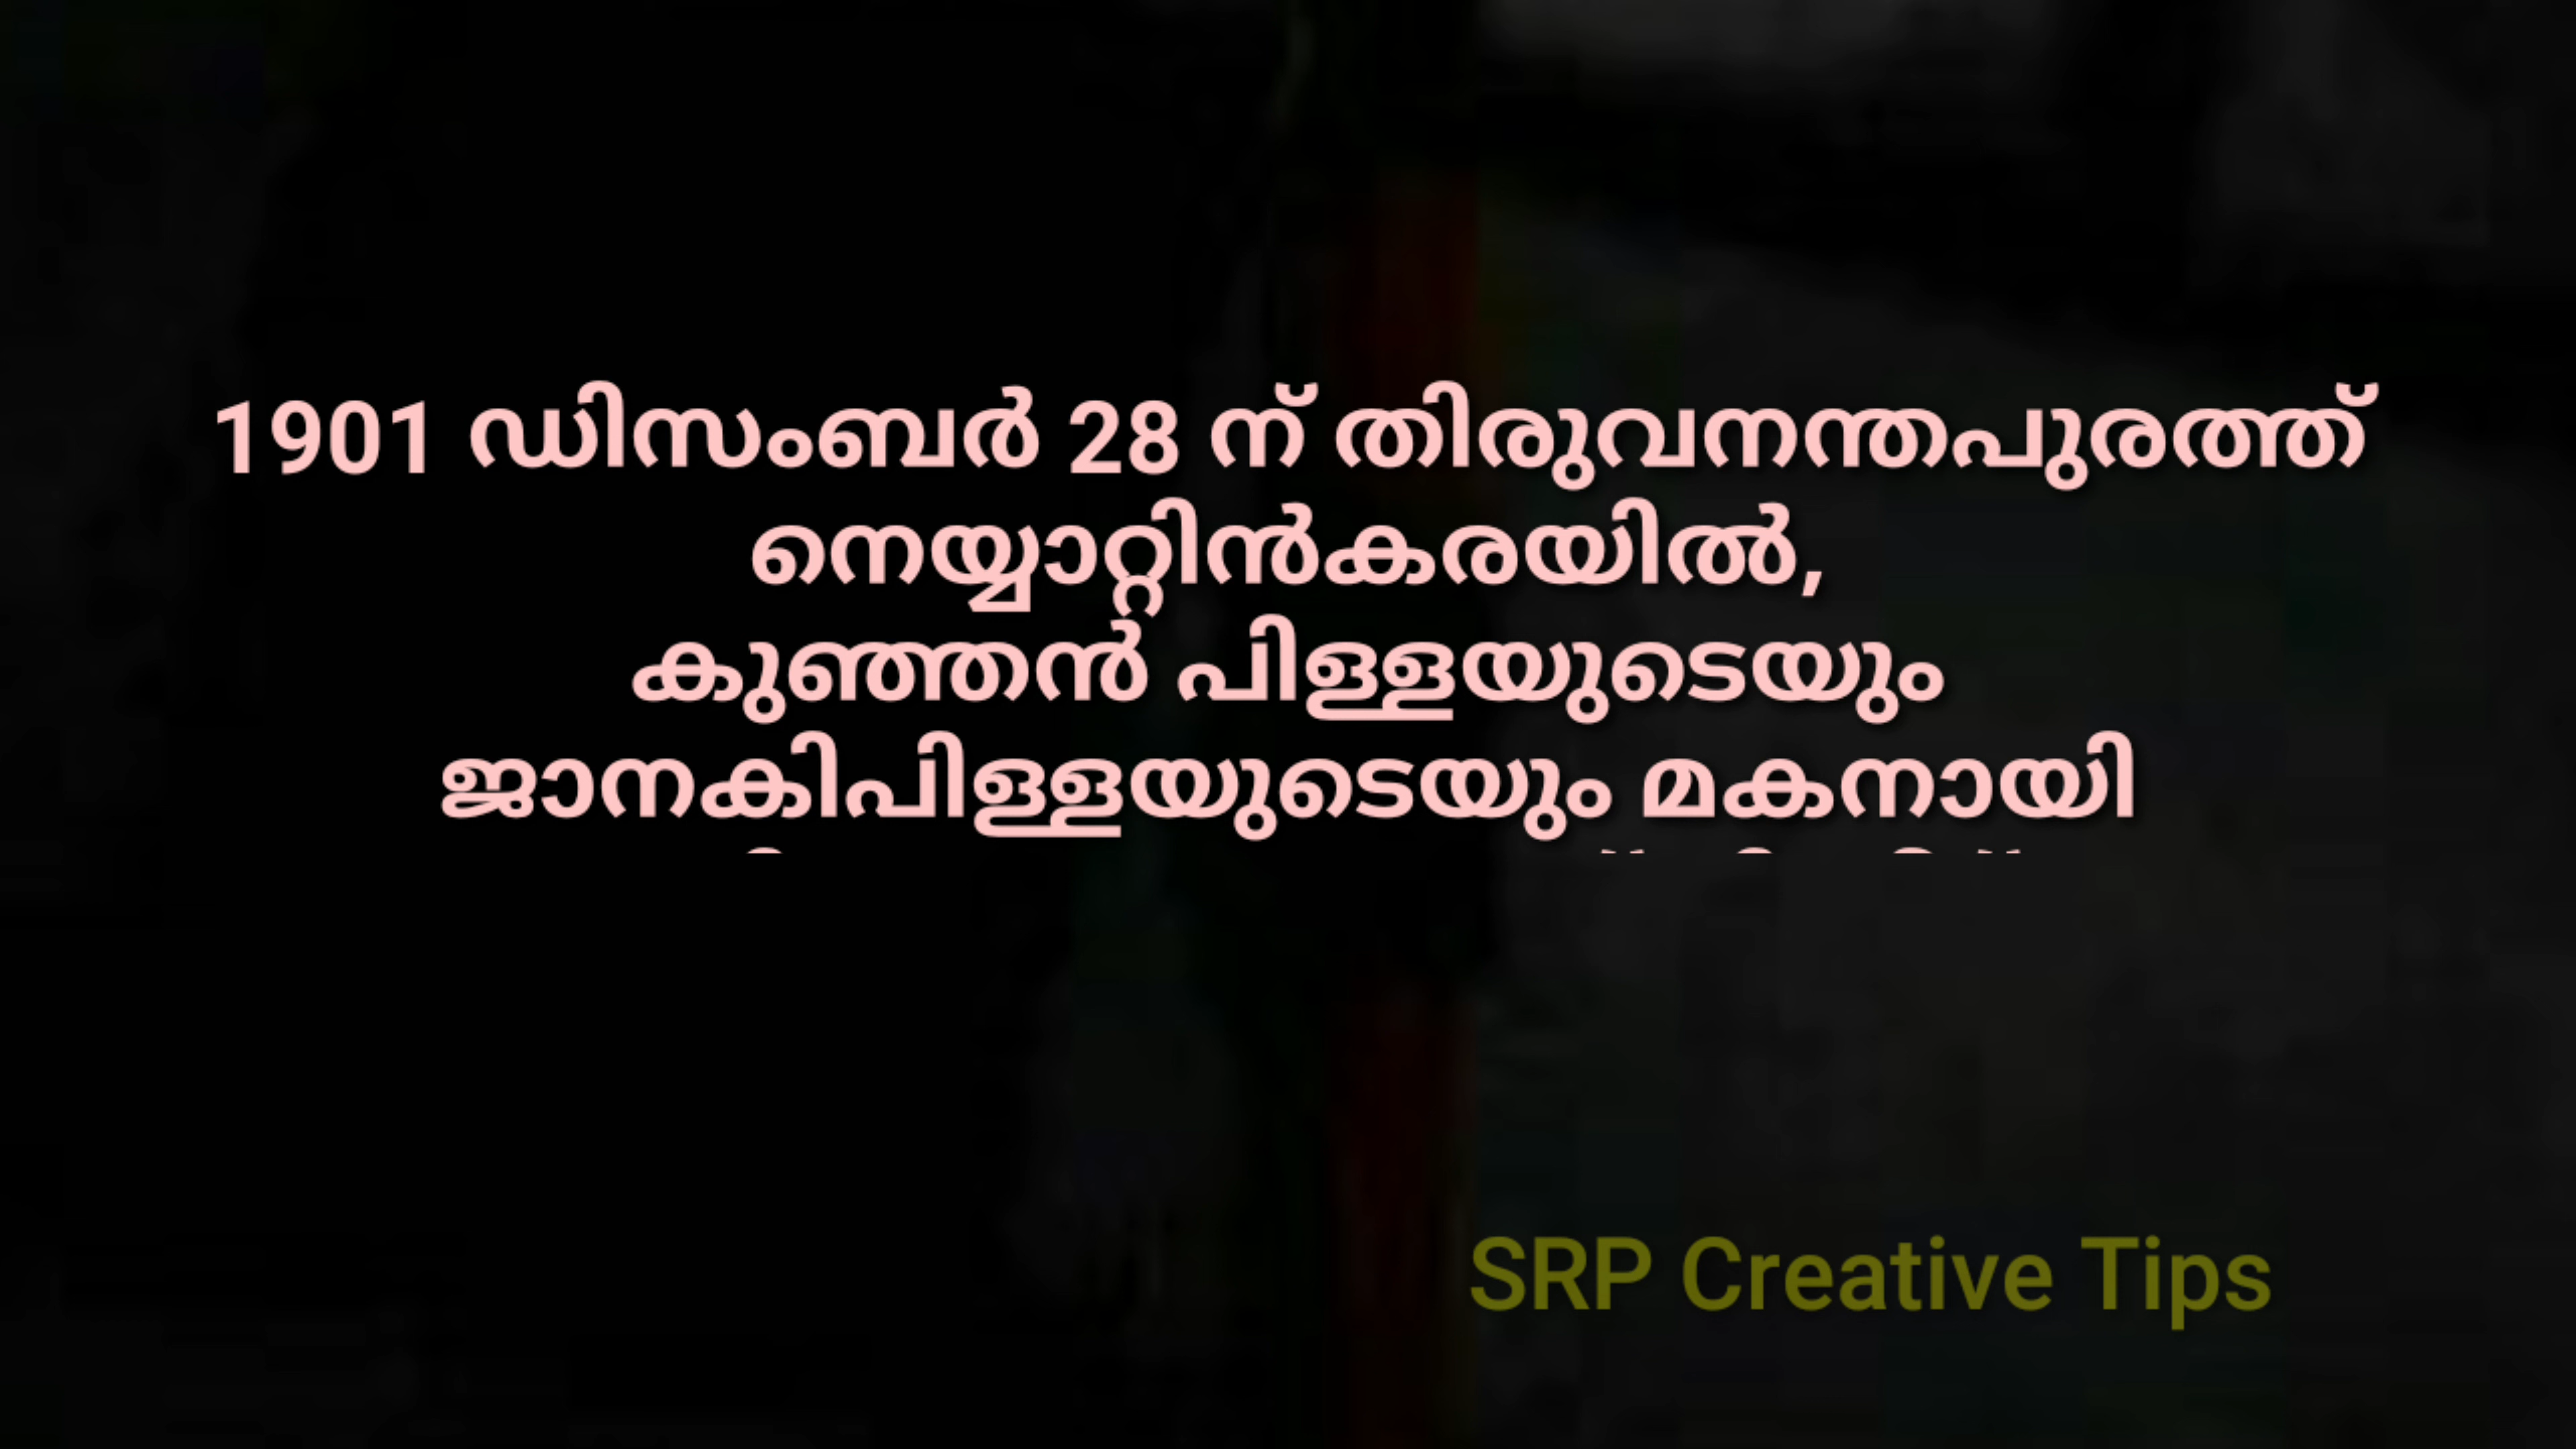 1901 ഡിസംബർ 28 ന് തിരുവനന്തപുരത്ത്
നെയ്യാറ്റിൻകരയിൽ,
കുഞ്ഞൻ പിള്ളയുടെയും
ജാനകിപിള്ളയുടെയും മകനായി
SRP Creative Tips